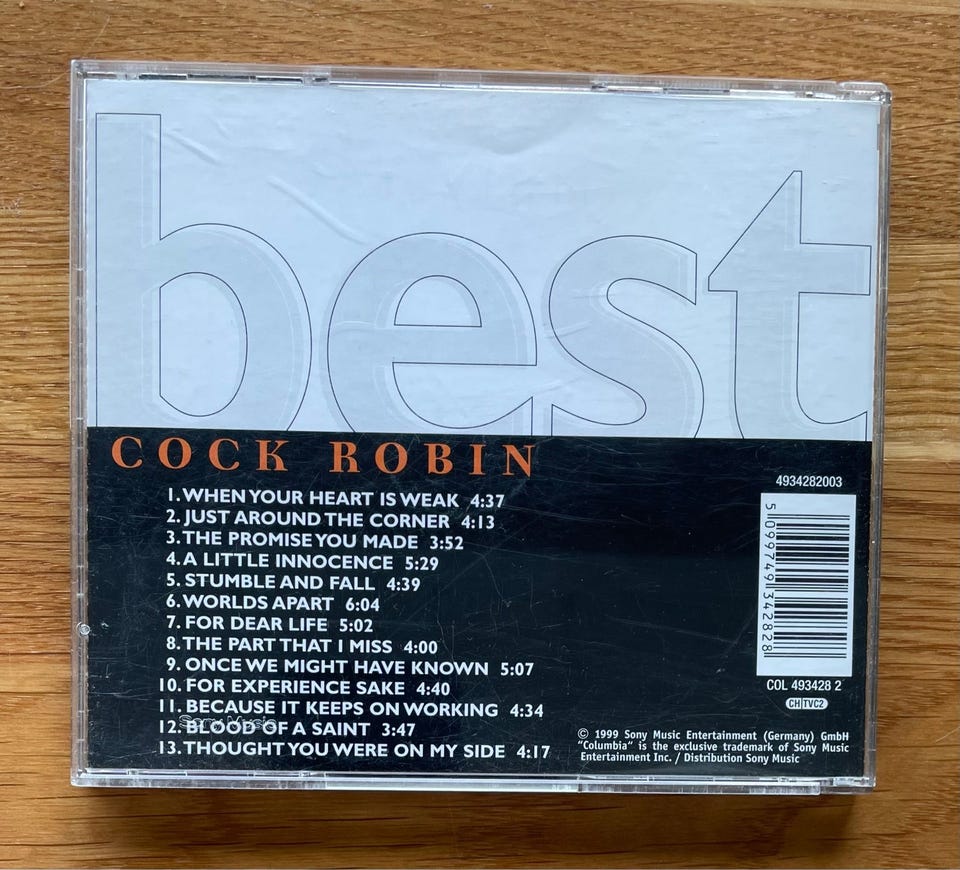 best
COCK ROBIN
1. WHEN YOUR HEART IS WEAK 4:37
2. JUST AROUND THE CORNER 4:13
3. THE PROMISE YOU MADE 3:52
4. A LITTLE INNOCENCE 5:29
5. STUMBLE AND FALL 4:39
6. WORLDS APART 6:04
7. FOR DEAR LIFE 5:02
8. THE PART THAT I MISS 4:00
9. ONCE WE MIGHT HAVE KNOWN 5:07
10. FOR EXPERIENCE SAKE 4:40
11. BECAUSE IT KEEPS ON WORKING 4:34
Sony Music
12. BLOOD OF A SAINT 3:47
13. THOUGHT YOU WERE ON MY SIDE 4:17
4934282003
5 099749 342828
COL 493428 2
CH TVC2
© 1999 Sony Music Entertainment (Germany) GmbH
"Columbia" is the exclusive trademark of Sony Music
Entertainment Inc. / Distribution Sony Music